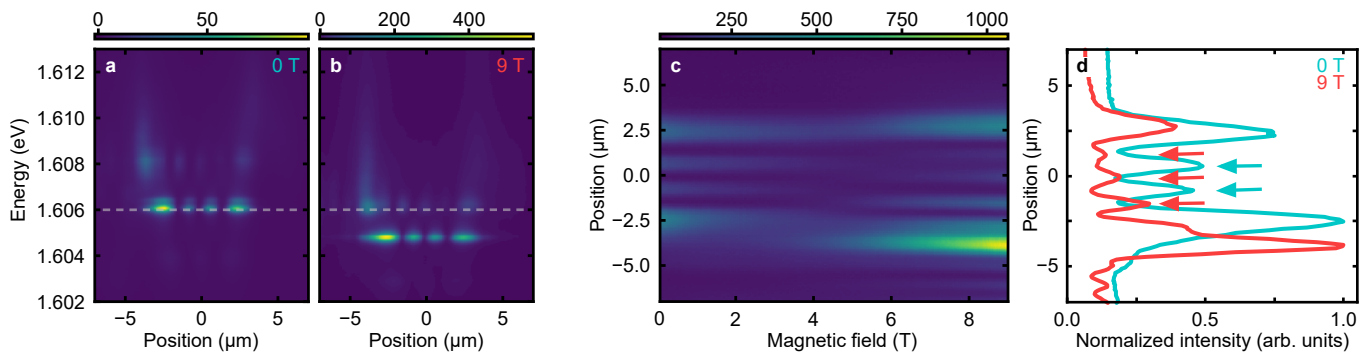 0 50
0 200 400
250 500 750 1000
a 0 T
b 9 T
c
d 0 T
9 T
1.612
1.610
1.608
1.606
1.604
1.602
Energy (eV)
−5 0 5
Position (µm)
−5 0 5
Position (µm)
5.0
2.5
0.0
−2.5
−5.0
Position (µm)
0 2 4 6 8
Magnetic field (T)
5
0
−5
Position (µm)
0.0 0.5 1.0
Normalized intensity (arb. units)